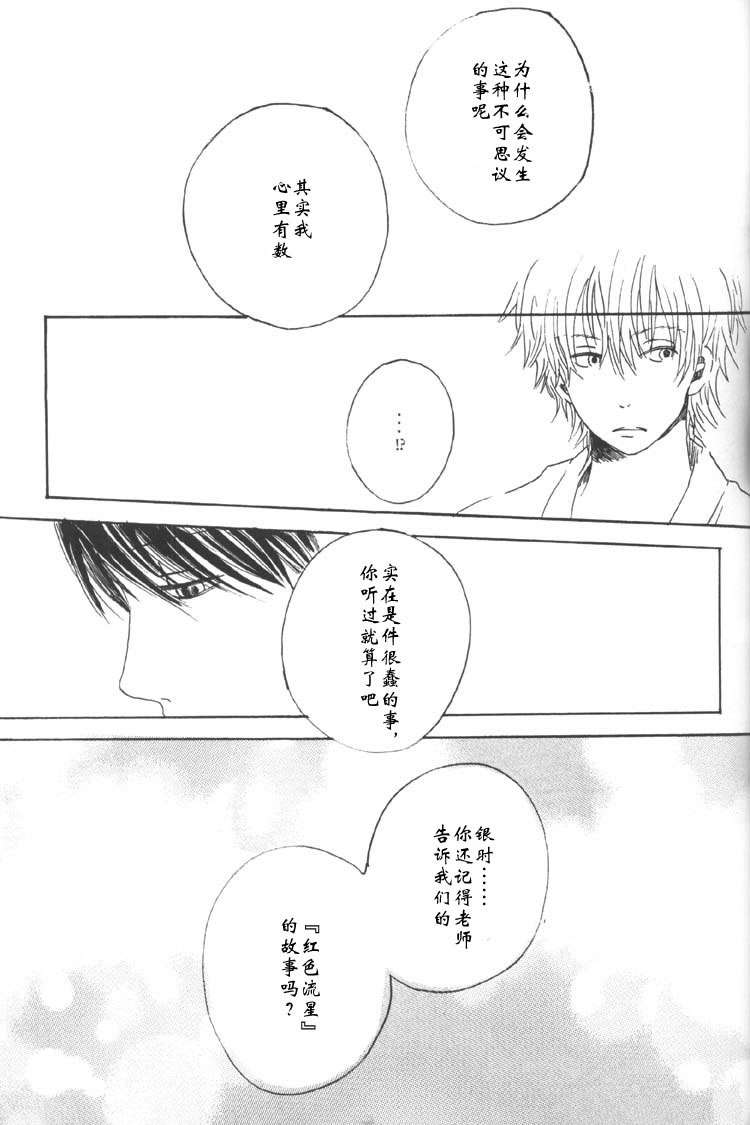 为什么会发生
这种不可思议
的事呢
其实我
心里有数
…!?
实在是件很蠢的事，
你听过就算了吧
银时……
你还记得老师
告诉我们的
『红色流星』
的故事吗？